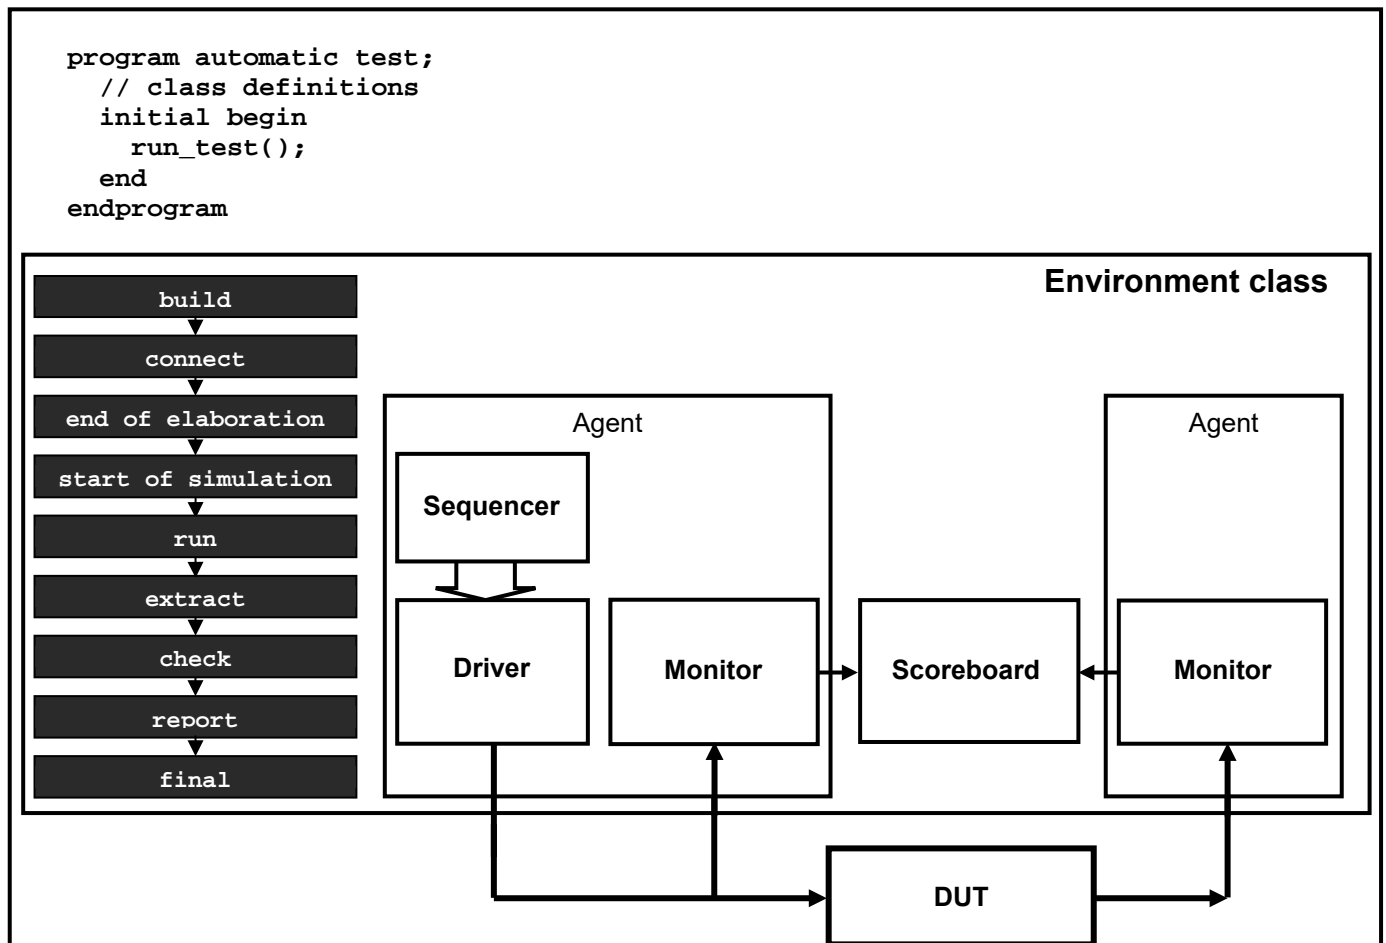 program automatic test;
// class definitions
initial begin
run_test();
end
endprogram
Environment class
build
connect
end of elaboration
start of simulation
run
extract
check
report
final
Agent
Sequencer
Driver
Monitor
Scoreboard
Agent
Monitor
DUT